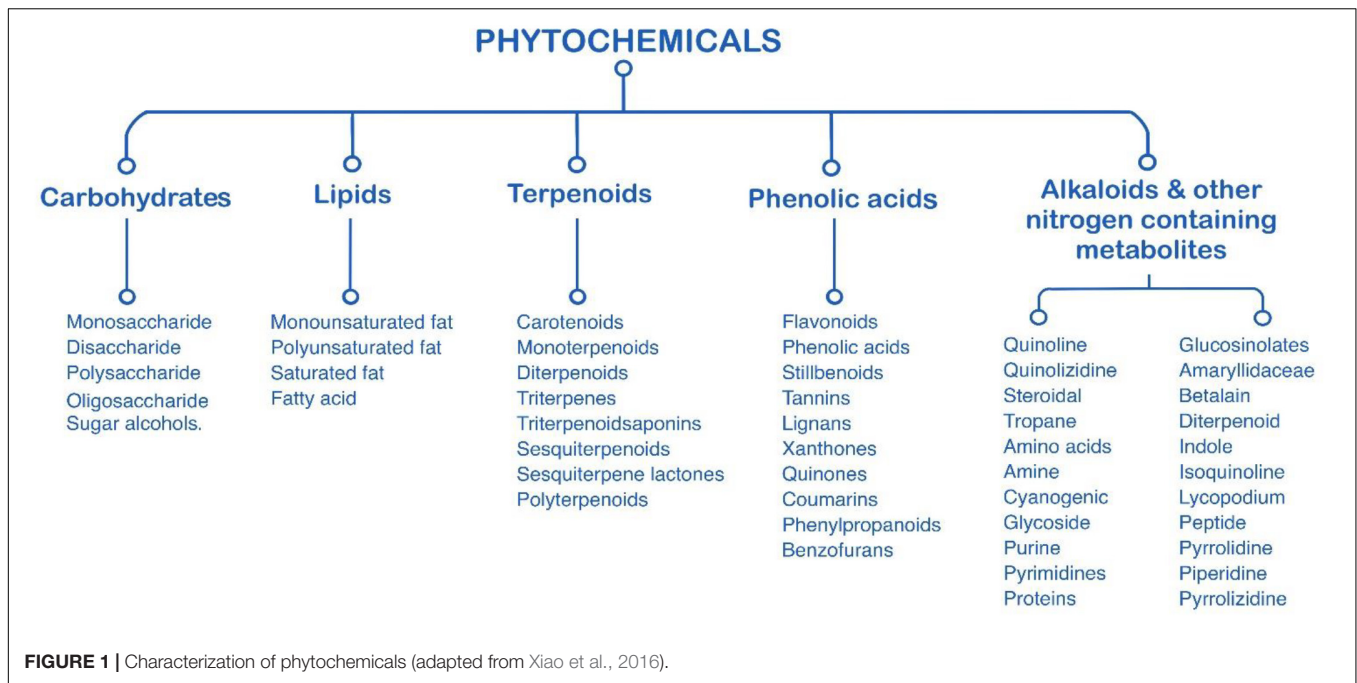 PHYTOCHEMICALS
Carbohydrates
Monosaccharide
Disaccharide
Polysaccharide
Oligosaccharide
Sugar alcohols.
Lipids
Monounsaturated fat
Polyunsaturated fat
Saturated fat
Fatty acid
Terpenoids
Carotenoids
Monoterpenoids
Diterpenoids
Triterpenes
Triterpenoidsaponins
Sesquiterpenoids
Sesquiterpene lactones
Polyterpenoids
Phenolic acids
Flavonoids
Phenolic acids
Stillbenoids
Tannins
Lignans
Xanthones
Quinones
Coumarins
Phenylpropanoids
Benzofurans
Alkaloids & other
nitrogen containing
metabolites
Quinoline
Quinolizidine
Steroidal
Tropane
Amino acids
Amine
Cyanogenic
Glycoside
Purine
Pyrimidines
Proteins
Glucosinolates
Amaryllidaceae
Betalain
Diterpenoid
Indole
Isoquinoline
Lycopodium
Peptide
Pyrrolidine
Piperidine
Pyrrolizidine
FIGURE 1 | Characterization of phytochemicals (adapted from Xiao et al., 2016).